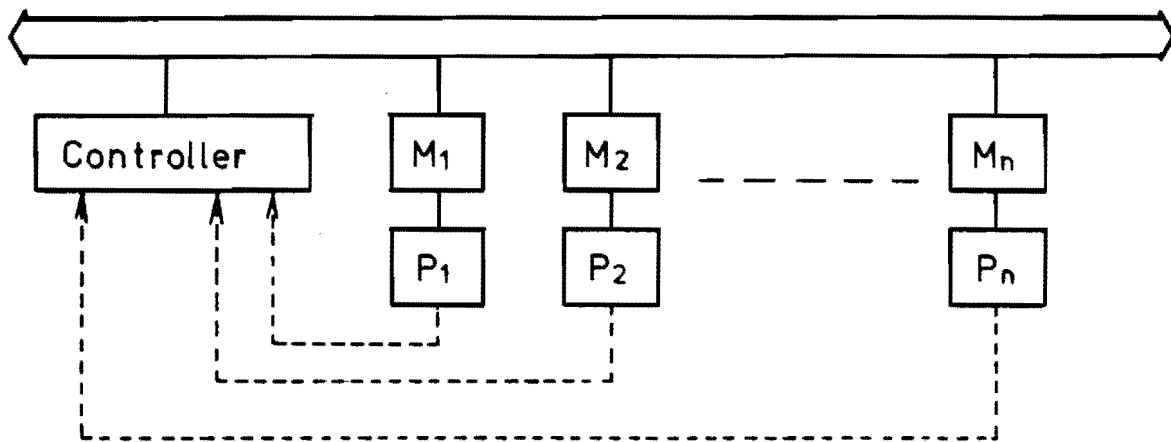 Controller
M₁
M₂
Mₙ
P₁
P₂
Pₙ